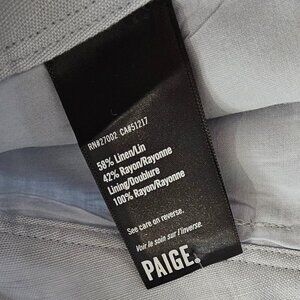 RN#27002 CA#51217
58% Linen/Lin
42% Rayon/Rayonne
Lining/Doublure
100% Rayon/Rayonne
See care on reverse.
Voir le soin sur l'inverse.
PAIGE.